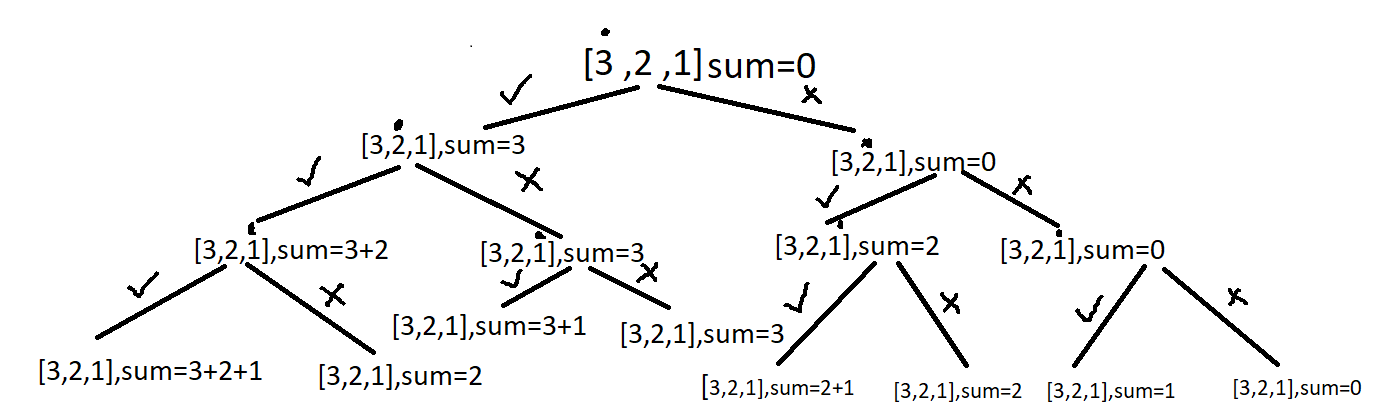 [3 ,2 ,1] sum=0
[3,2,1],sum=3
[3,2,1],sum=0
[3,2,1],sum=3+2
[3,2,1],sum=3
[3,2,1],sum=2
[3,2,1],sum=0
[3,2,1],sum=3+2+1
[3,2,1],sum=2
[3,2,1],sum=3+1
[3,2,1],sum=3
[3,2,1],sum=2+1
[3,2,1],sum=2
[3,2,1],sum=1
[3,2,1],sum=0